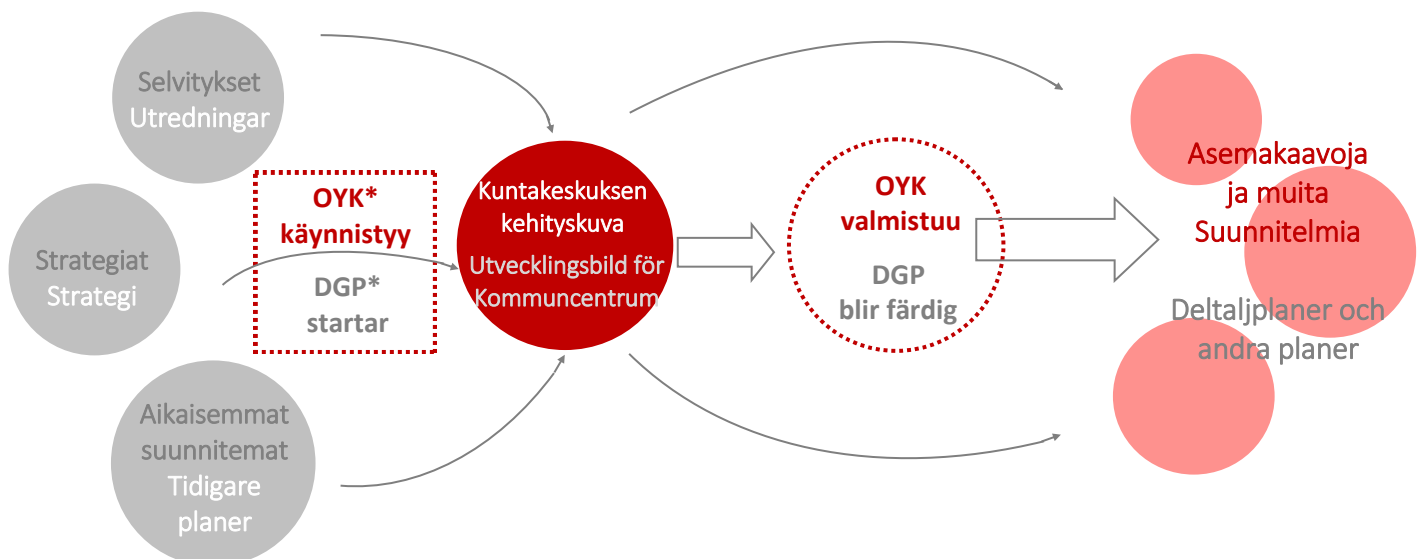 Selvitykset
Utredningar
Strategiat
Strategi
Aikaisemmat
suunnitemat
Tidigare
planer
OYK*
käynnistyy
DGP*
startar
Kuntakeskuksen
kehityskuva
Utvecklingsbild för
Kommuncentrum
OYK
valmistuu
DGP
blir färdig
Asemakaavoja
ja muita
Suunnitelmia
Deltaljplaner och
andra planer